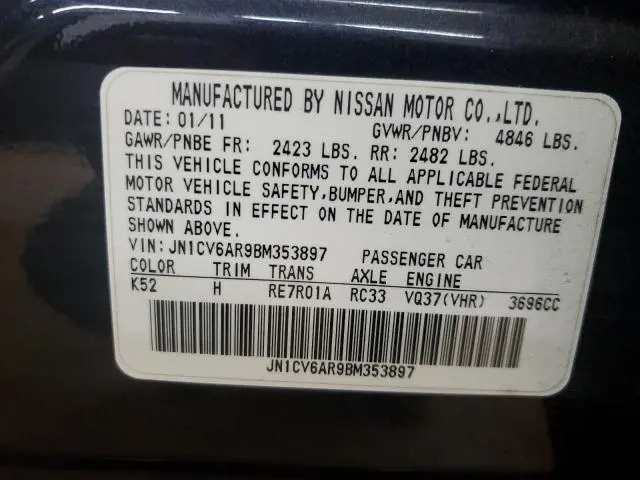 MANUFACTURED BY NISSAN MOTOR CO.,LTD.
DATE: 01/11 GVWR/PNBV: 4846 LBS.
GAWR/PNBE FR: 2423 LBS. RR: 2482 LBS.
THIS VEHICLE CONFORMS TO ALL APPLICABLE FEDERAL
MOTOR VEHICLE SAFETY,BUMPER,AND THEFT PREVENTION
STANDARDS IN EFFECT ON THE DATE OF MANUFACTURE
SHOWN ABOVE.
VIN: JN1CV6AR9BM353897 PASSENGER CAR
COLOR TRIM TRANS AXLE ENGINE
K52 H RE7R01A RC33 VQ37(VHR) 3696CC
JN1CV6AR9BM353897